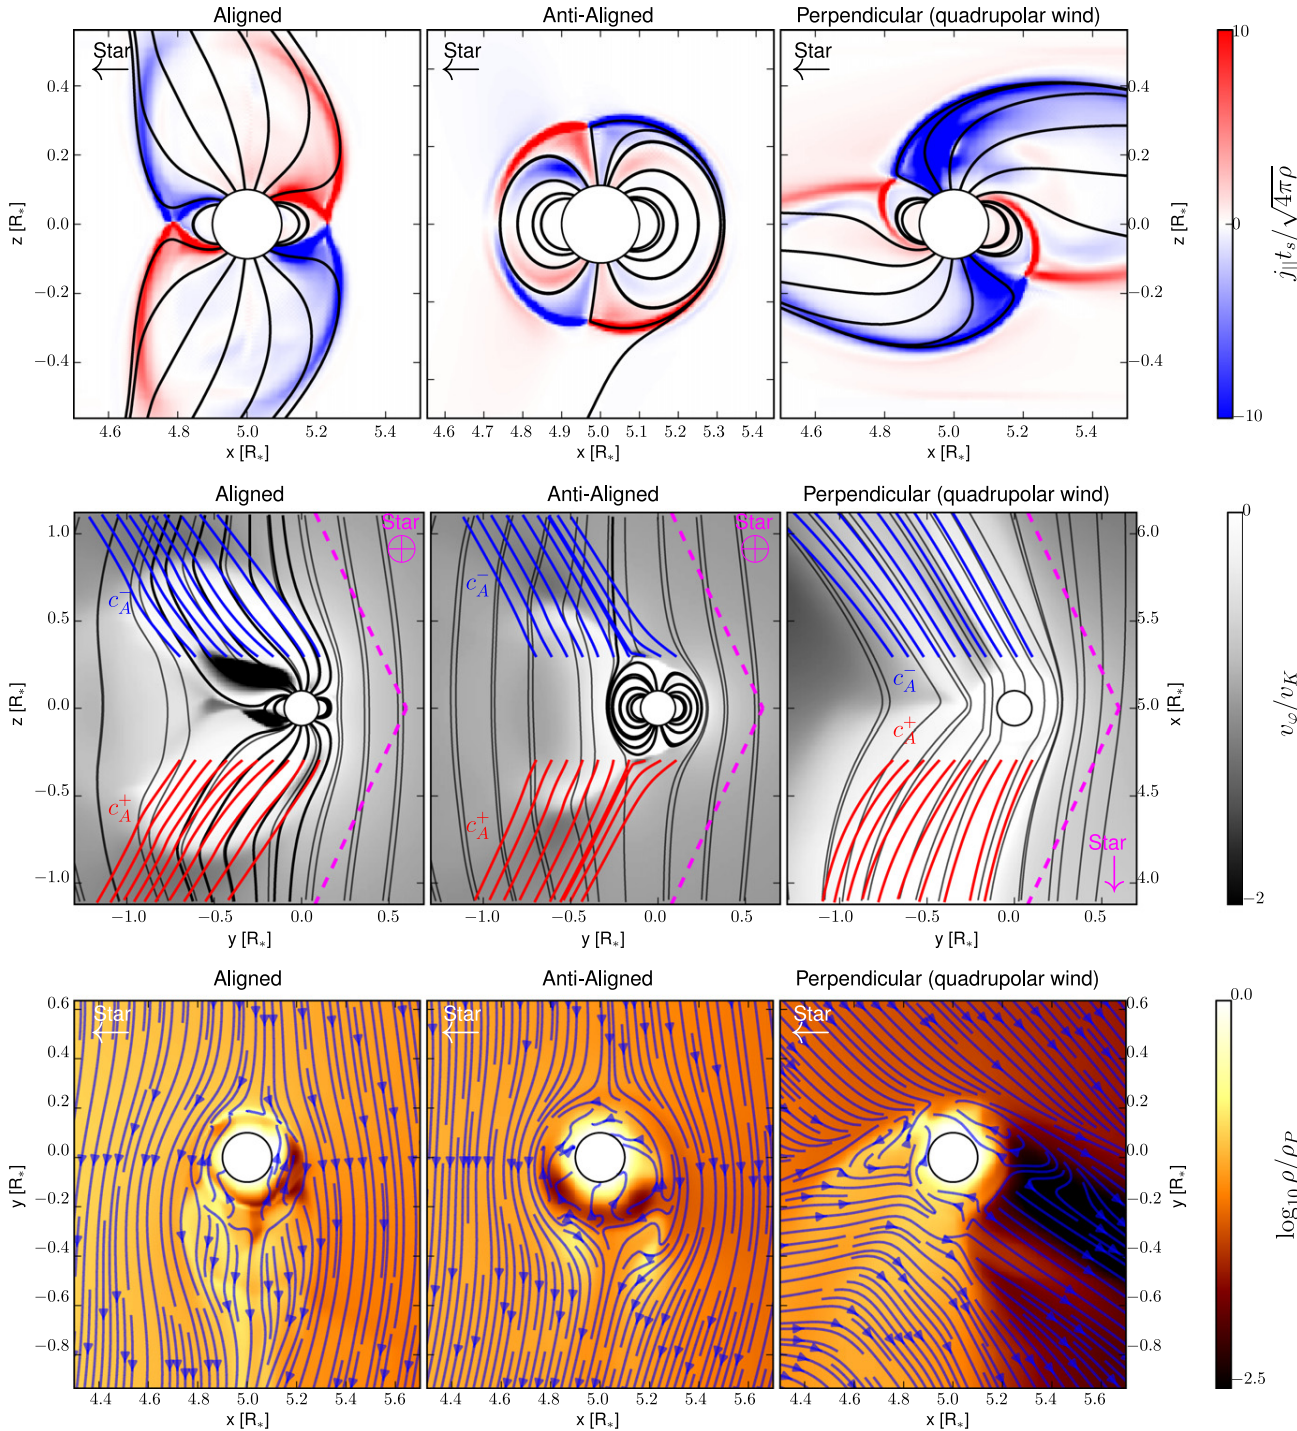 Aligned Anti-Aligned Perpendicular (quadrupolar wind)
Star Star Star
10
0.4 0.4
0.2 0.2
z [R*] 0.0 0.0 z [R*] 0 j||ts/√4πρ
−0.2 −0.2
−0.4 −0.4
−10
4.6 4.8 5.0 5.2 5.4 4.6 4.7 4.8 4.9 5.0 5.1 5.2 5.3 5.4 4.6 4.8 5.0 5.2 5.4
x [R*] x [R*] x [R*]
Aligned Anti-Aligned Perpendicular (quadrupolar wind)
Star Star
0
1.0 6.0
c_A^− c_A^−
0.5 5.5
c_A^−
z [R*] 0.0 5.0 x [R*] vφ/vK
c_A^+
−0.5 4.5
c_A^+ c_A^+
Star
−1.0 4.0
−2
−1.0 −0.5 0.0 0.5 −1.0 −0.5 0.0 0.5 −1.0 −0.5 0.0 0.5
y [R*] y [R*] y [R*]
Aligned Anti-Aligned Perpendicular (quadrupolar wind)
0.6 0.6 0.0
Star Star Star
0.4 0.4
0.2 0.2
y [R*] 0.0 0.0 y [R*] log10 ρ/ρP
−0.2 −0.2
−0.4 −0.4
−0.6 −0.6
−0.8 −0.8
−2.5
4.4 4.6 4.8 5.0 5.2 5.4 5.6 4.4 4.6 4.8 5.0 5.2 5.4 5.6 4.4 4.6 4.8 5.0 5.2 5.4 5.6
x [R*] x [R*] x [R*]